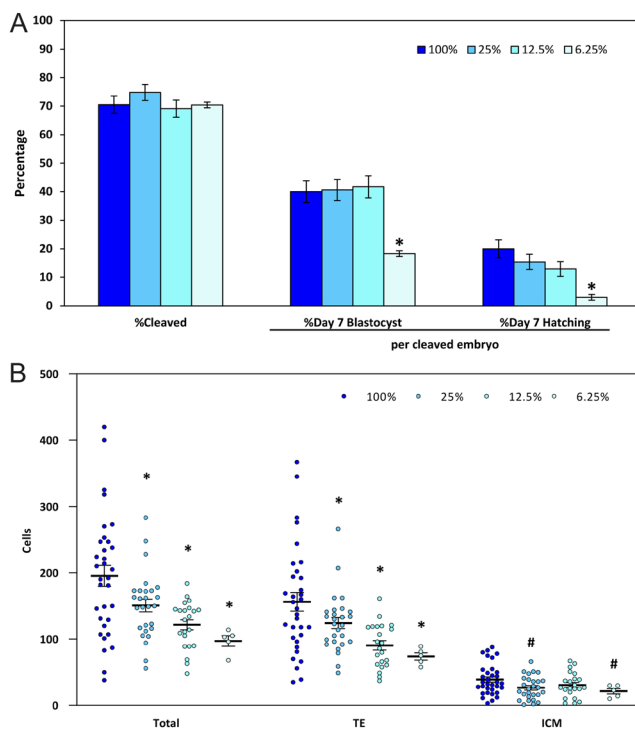 A
100
90
80
70
60
50
40
30
20
10
0
Percentage
100% 25% 12.5% 6.25%
*
*
%Cleaved %Day 7 Blastocyst %Day 7 Hatching
per cleaved embryo
B
500
400
300
200
100
0
Cells
100% 25% 12.5% 6.25%
* * * * * * # #
Total TE ICM